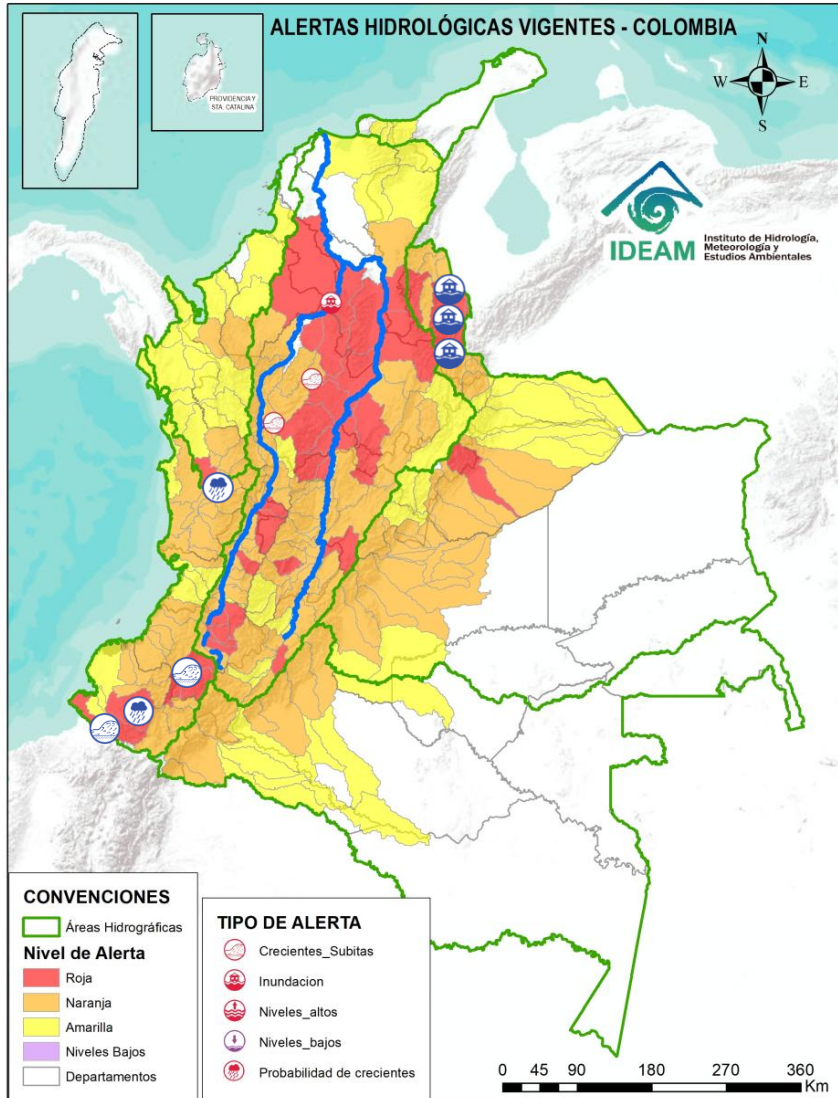 ALERTAS HIDROLÓGICAS VIGENTES - COLOMBIA
PROVIDENCIA Y
STA. CATALINA
N
W
E
S
IDEAM
Instituto de Hidrología,
Meteorología y
Estudios Ambientales
CONVENCIONES
Áreas Hidrográficas
Nivel de Alerta
Roja
Naranja
Amarilla
Niveles Bajos
Departamentos
TIPO DE ALERTA
Crecientes_Subitas
Inundacion
Niveles_altos
Niveles_bajos
Probabilidad de crecientes
0 45 90 180 270 360
Km